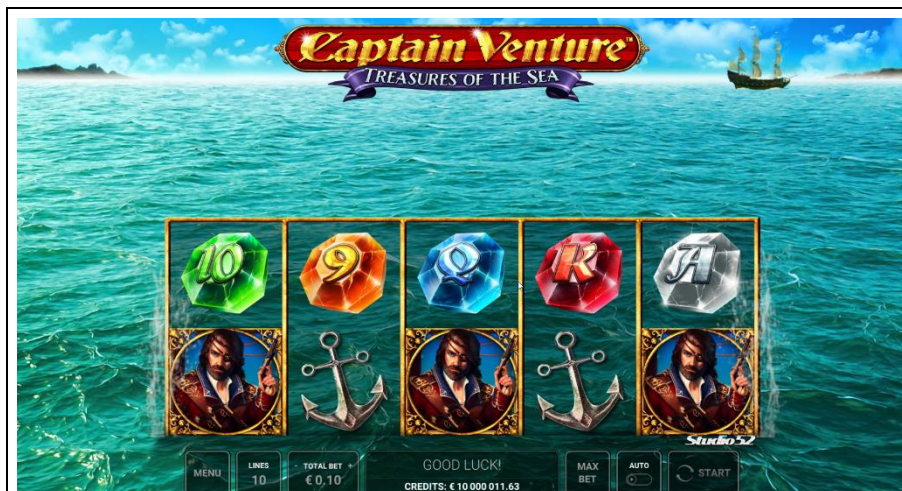 Captain Venture™
TREASURES OF THE SEA
10 9 Q K A
Studio52
MENU
LINES
10
- TOTAL BET +
€ 0,10
GOOD LUCK!
CREDITS: € 10 000 011.63
MAX
BET
AUTO
START